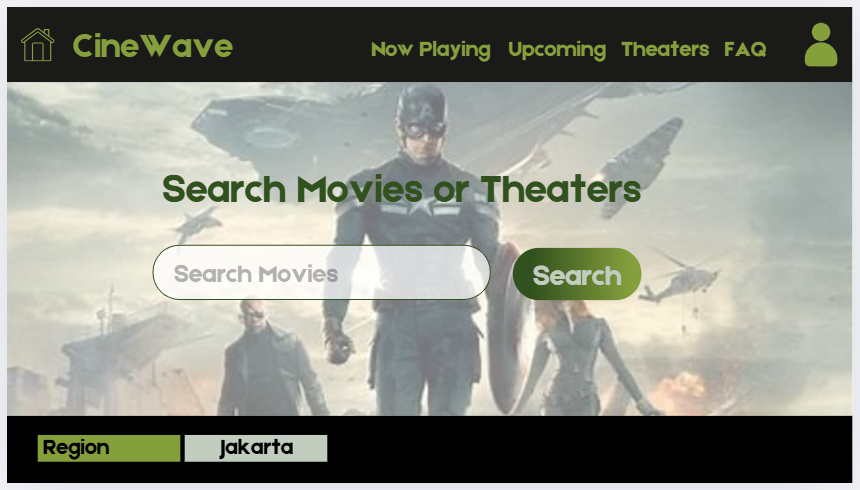 CineWave
Now Playing Upcoming Theaters FAQ
Search Movies or Theaters
Search Movies
Search
Region
Jakarta